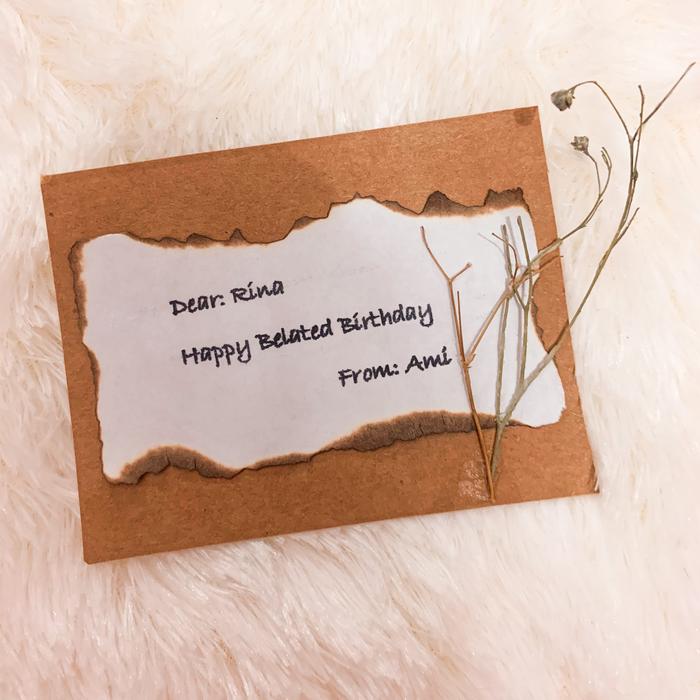 Dear: Rina
Happy Belated Birthday
From: Ami